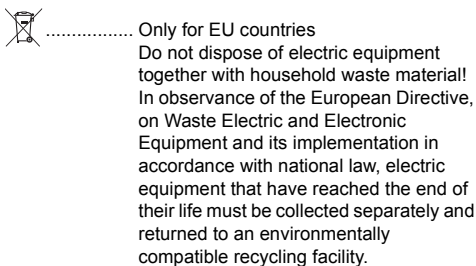 ................. Only for EU countries
Do not dispose of electric equipment
together with household waste material!
In observance of the European Directive,
on Waste Electric and Electronic
Equipment and its implementation in
accordance with national law, electric
equipment that have reached the end of
their life must be collected separately and
returned to an environmentally
compatible recycling facility.